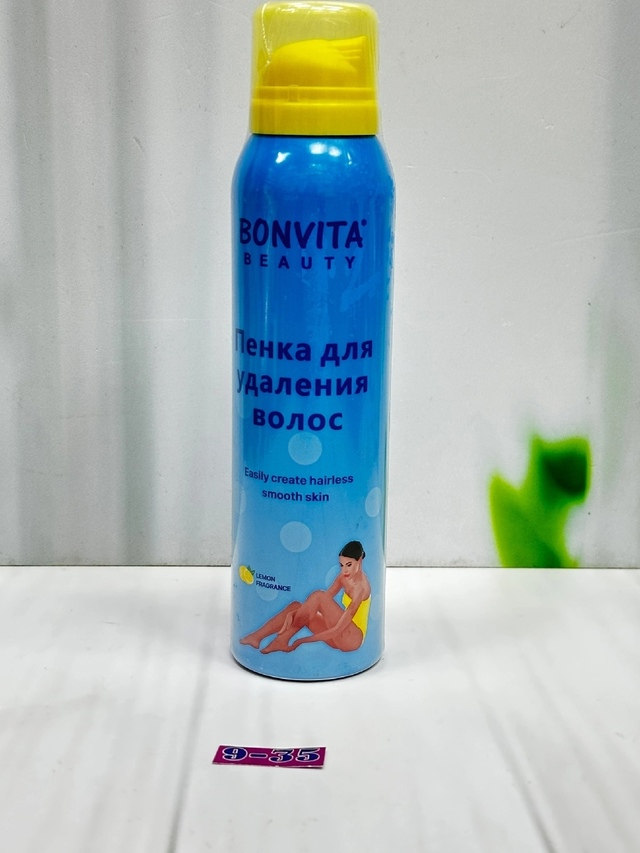 BONVITA
BEAUTY
Пенка для
удаления
волос
Easily create hairless
smooth skin
LEMON
FRAGRANCE
9-35